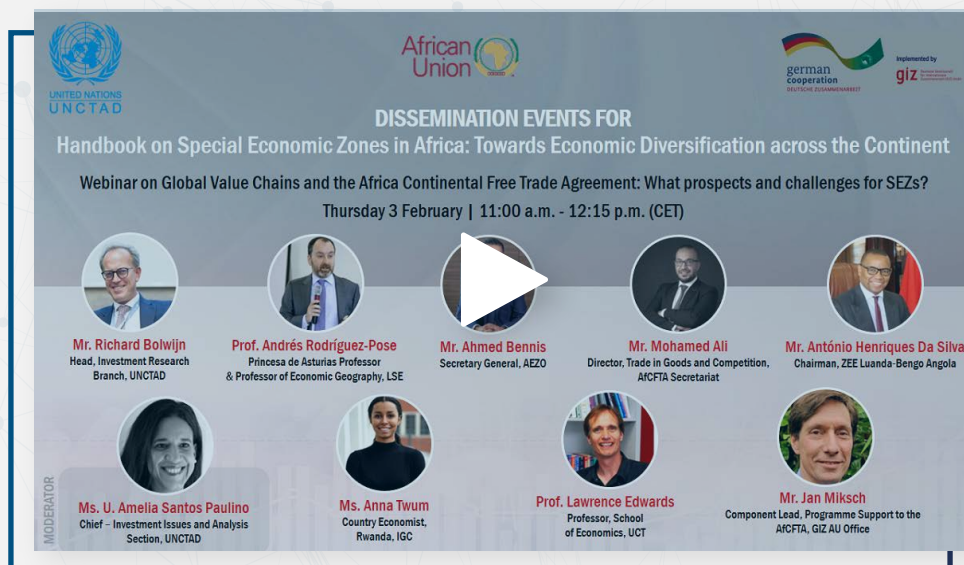 UNITED NATIONS
UNCTAD
African
Union
german
cooperation
DEUTSCHE ZUSAMMENARBEIT
Implemented by
giz
DISSEMINATION EVENTS FOR
Handbook on Special Economic Zones in Africa: Towards Economic Diversification across the Continent
Webinar on Global Value Chains and the Africa Continental Free Trade Agreement: What prospects and challenges for SEZs?
Thursday 3 February | 11:00 a.m. - 12:15 p.m. (CET)
Mr. Richard Bolwijn
Head, Investment Research
Branch, UNCTAD
Prof. Andrés Rodríguez-Pose
Princesa de Asturias Professor
& Professor of Economic Geography, LSE
Mr. Ahmed Bennis
Secretary General, AEZO
Mr. Mohamed Ali
Director, Trade in Goods and Competition,
AfCFTA Secretariat
Mr. António Henriques Da Silva
Chairman, ZEE Luanda-Bengo Angola
MODERATOR
Ms. U. Amelia Santos Paulino
Chief – Investment Issues and Analysis
Section, UNCTAD
Ms. Anna Twum
Country Economist,
Rwanda, IGC
Prof. Lawrence Edwards
Professor, School
of Economics, UCT
Mr. Jan Miksch
Component Lead, Programme Support to the
AfCFTA, GIZ AU Office